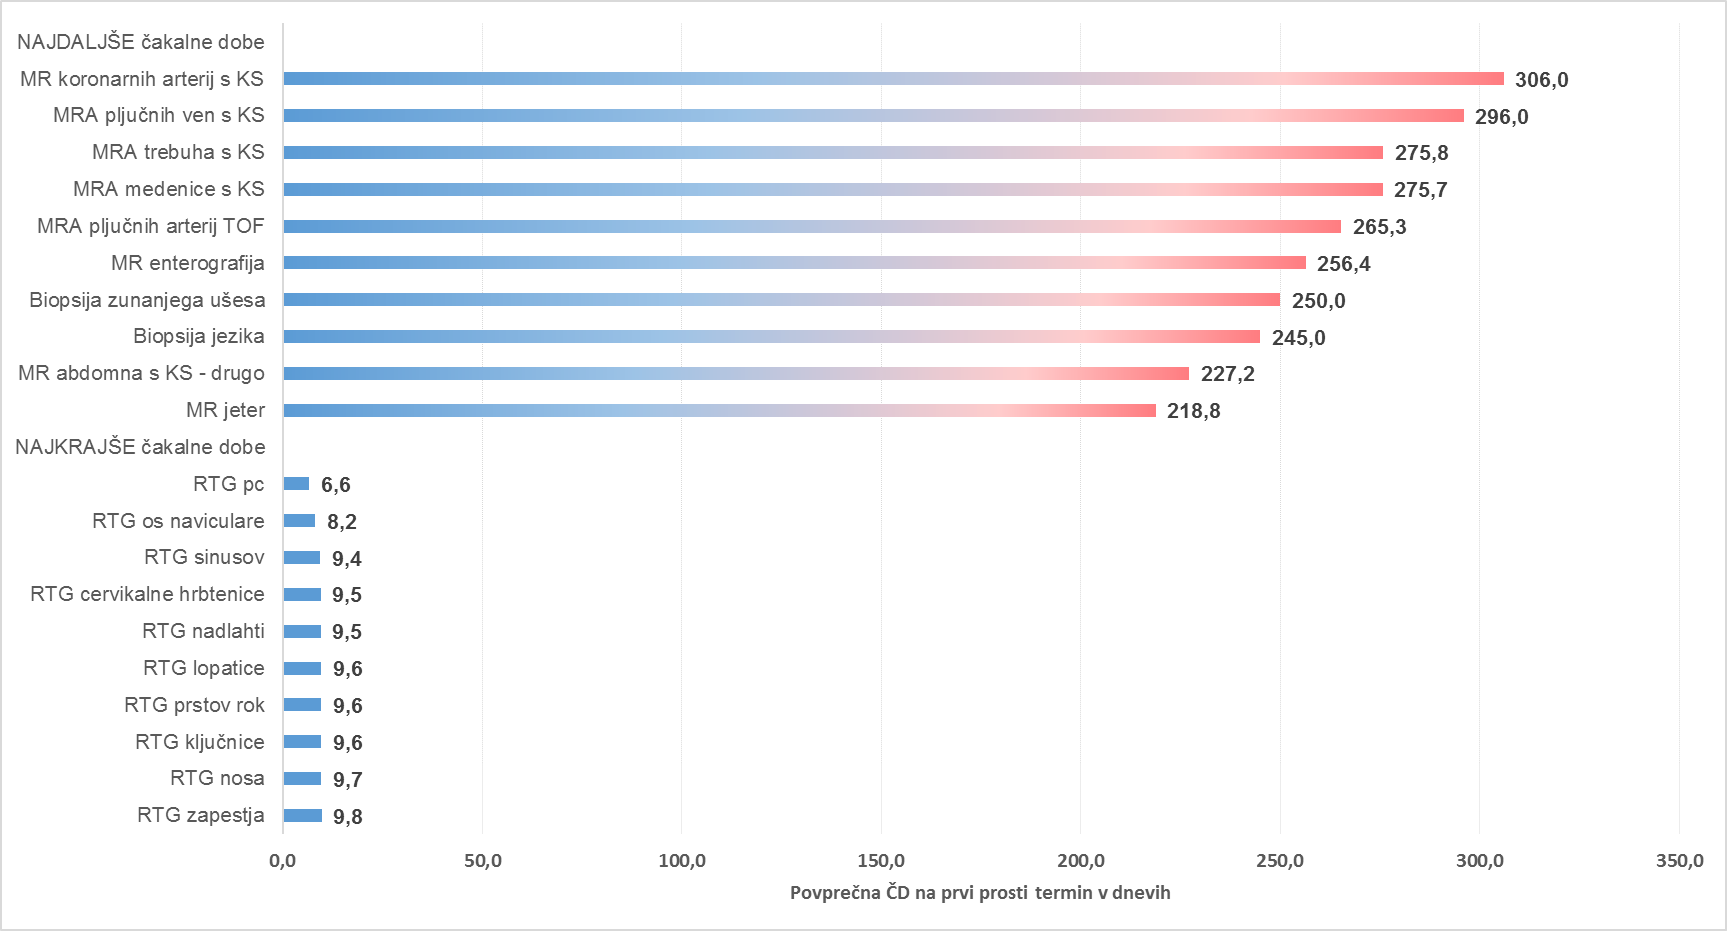 NAJDALJŠE čakalne dobe
MR koronarnih arterij s KS 306,0
MRA pljučnih ven s KS 296,0
MRA trebuha s KS 275,8
MRA medenice s KS 275,7
MRA pljučnih arterij TOF 265,3
MR enterografija 256,4
Biopsija zunanjega ušesa 250,0
Biopsija jezika 245,0
MR abdomna s KS - drugo 227,2
MR jeter 218,8
NAJKRAJŠE čakalne dobe
RTG pc 6,6
RTG os naviculare 8,2
RTG sinusov 9,4
RTG cervikalne hrbtenice 9,5
RTG nadlahti 9,5
RTG lopatice 9,6
RTG prstov rok 9,6
RTG ključnice 9,6
RTG nosa 9,7
RTG zapestja 9,8
0,0 50,0 100,0 150,0 200,0 250,0 300,0 350,0
Povprečna ČD na prvi prosti termin v dnevih